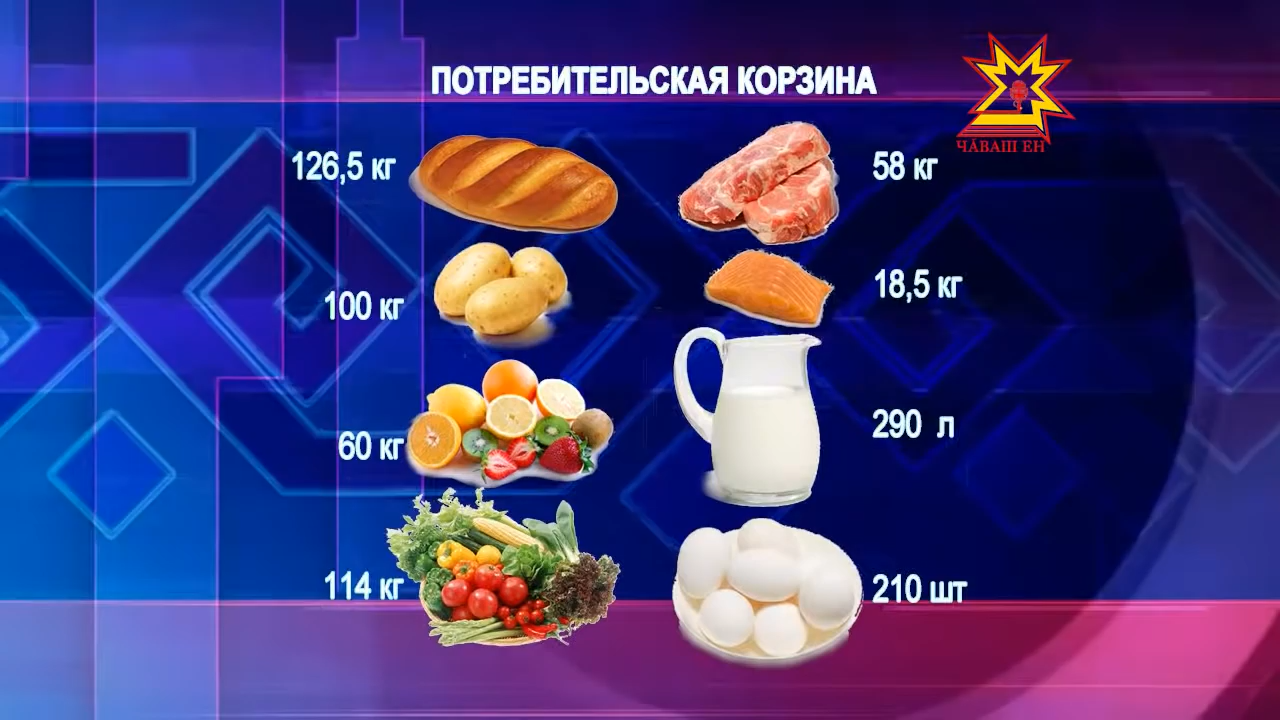 ПОТРЕБИТЕЛЬСКАЯ КОРЗИНА
ЧĂВАШ ЕН
126,5 кг
58 кг
100 кг
18,5 кг
60 кг
290 л
114 кг
210 шт